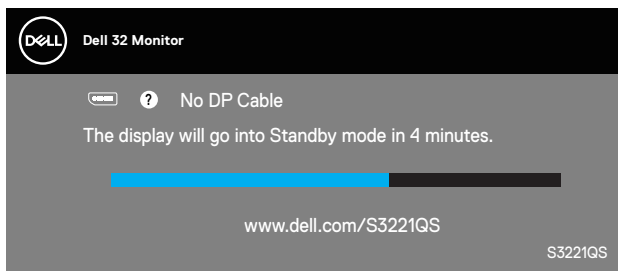 DELL
Dell 32 Monitor
? No DP Cable
The display will go into Standby mode in 4 minutes.
www.dell.com/S3221QS
S3221QS